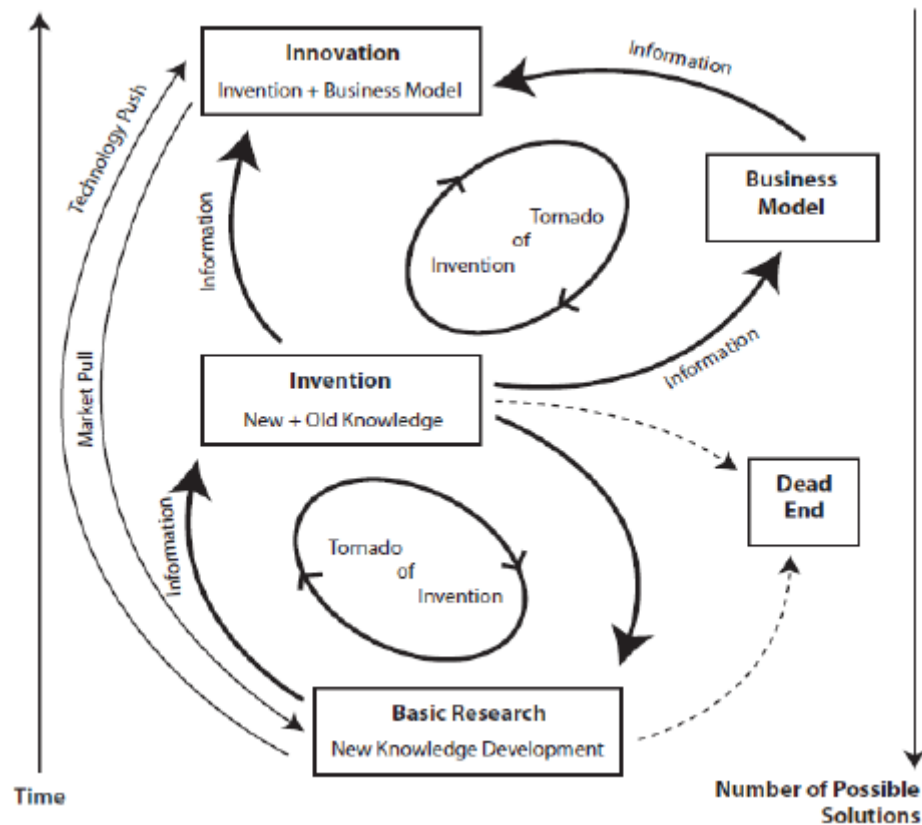 Innovation
Invention + Business Model
Information
Technology Push
Business
Model
Tornado
of
Invention
Information
Information
Invention
New + Old Knowledge
Market Pull
Dead
End
Information
Tornado
of
Invention
Basic Research
New Knowledge Development
Time
Number of Possible
Solutions